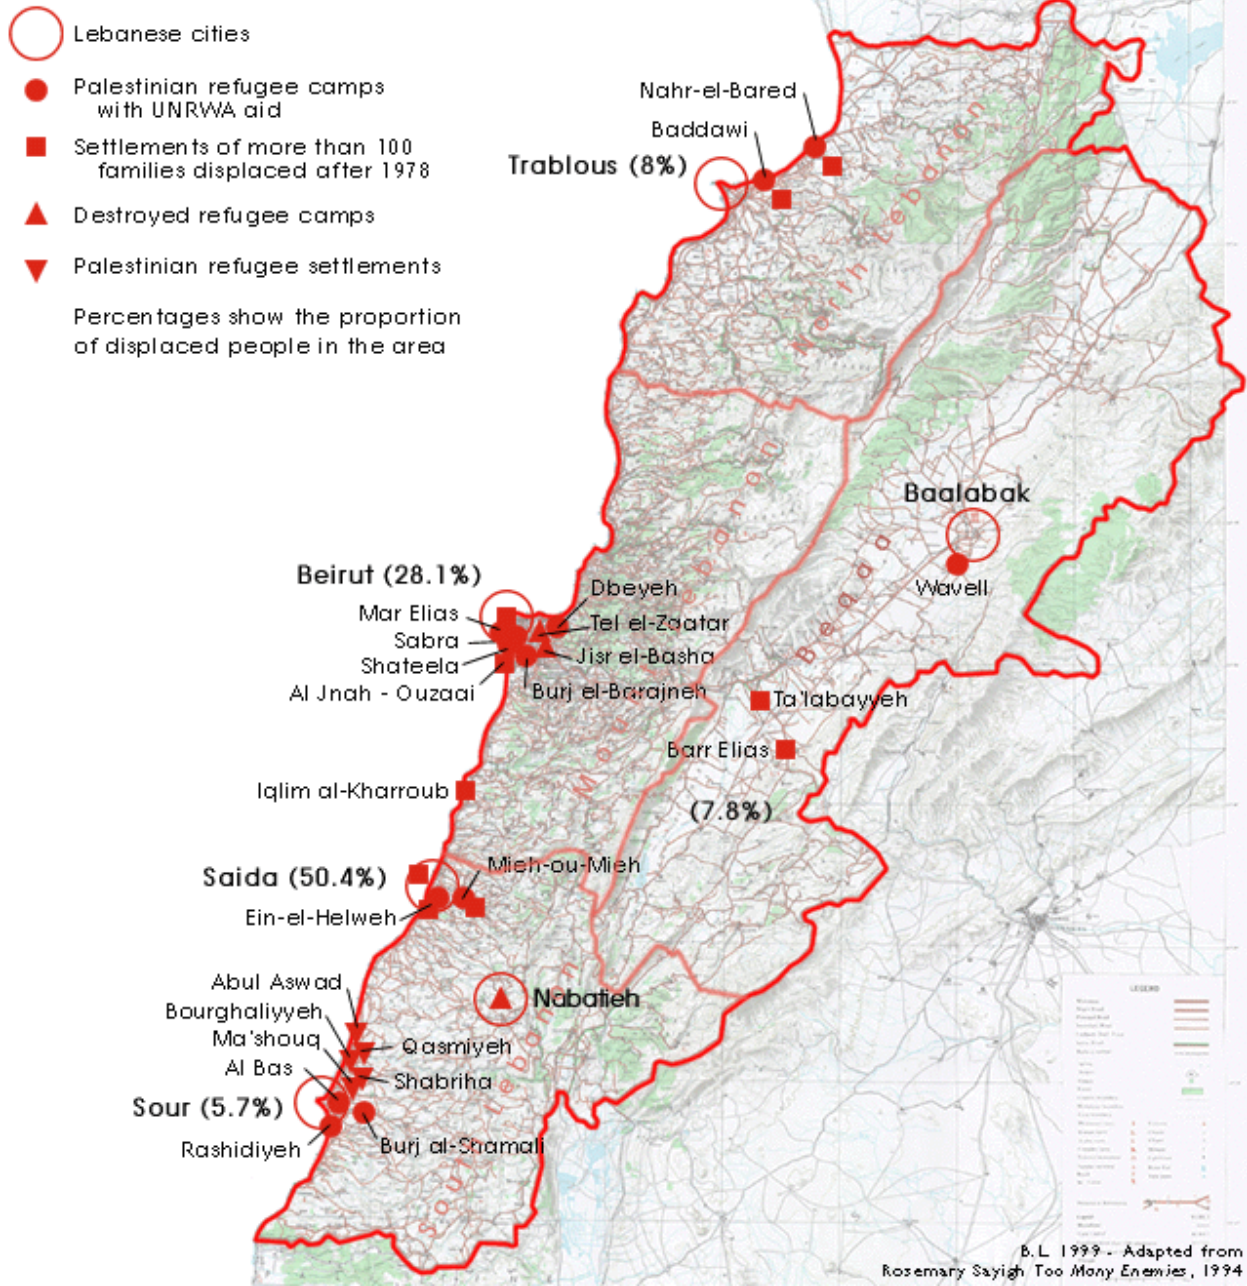 Lebanese cities
Palestinian refugee camps
with UNRWA aid
Settlements of more than 100
families displaced after 1978
Destroyed refugee camps
Palestinian refugee settlements
Percentages show the proportion
of displaced people in the area
Nahr-el-Bared
Baddawi
Trablous (8%)
North Lebanon
Baalabak
Wavell
Beqaa
Mount Lebanon
Beirut (28.1%)
Dbeyeh
Mar Elias
Tel el-Zaatar
Sabra
Jisr el-Basha
Shateela
Al Jnah - Ouzaai
Burj el-Barajneh
Ta'labayyeh
Barr Elias
Iqlim al-Kharroub
(7.8%)
Mieh-ou-Mieh
Saida (50.4%)
Ein-el-Helweh
Abul Aswad
Nabatieh
Bourghaliyyeh
Ma'shouq
Qasmiyeh
Al Bas
Shabriha
Sour (5.7%)
Rashidiyeh
Burj al-Shamali
South Lebanon
LEGEND
B.L. 1999 - Adapted from
Rosemary Sayigh Too Many Enemies, 1994